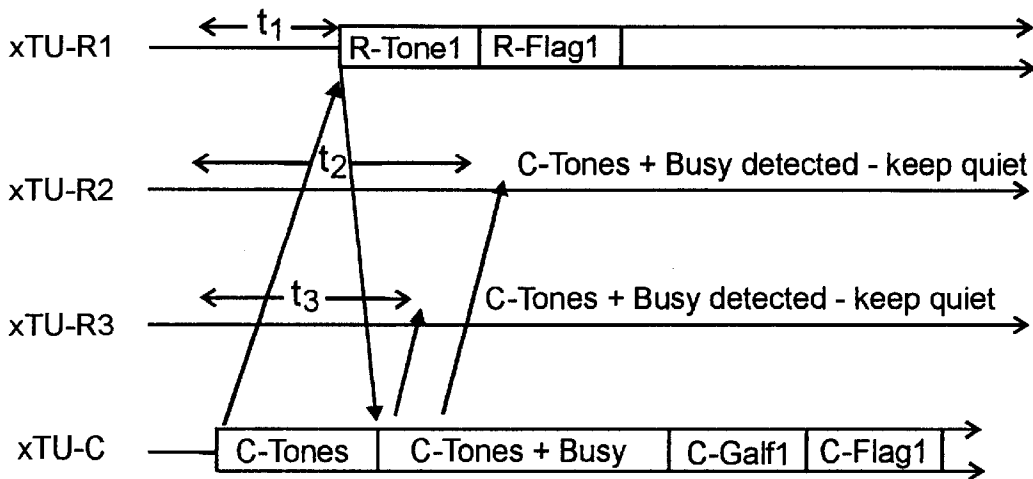 t1
xTU-R1 R-Tone1 R-Flag1
t2 C-Tones + Busy detected - keep quiet
xTU-R2
t3 C-Tones + Busy detected - keep quiet
xTU-R3
xTU-C C-Tones C-Tones + Busy C-Galf1 C-Flag1